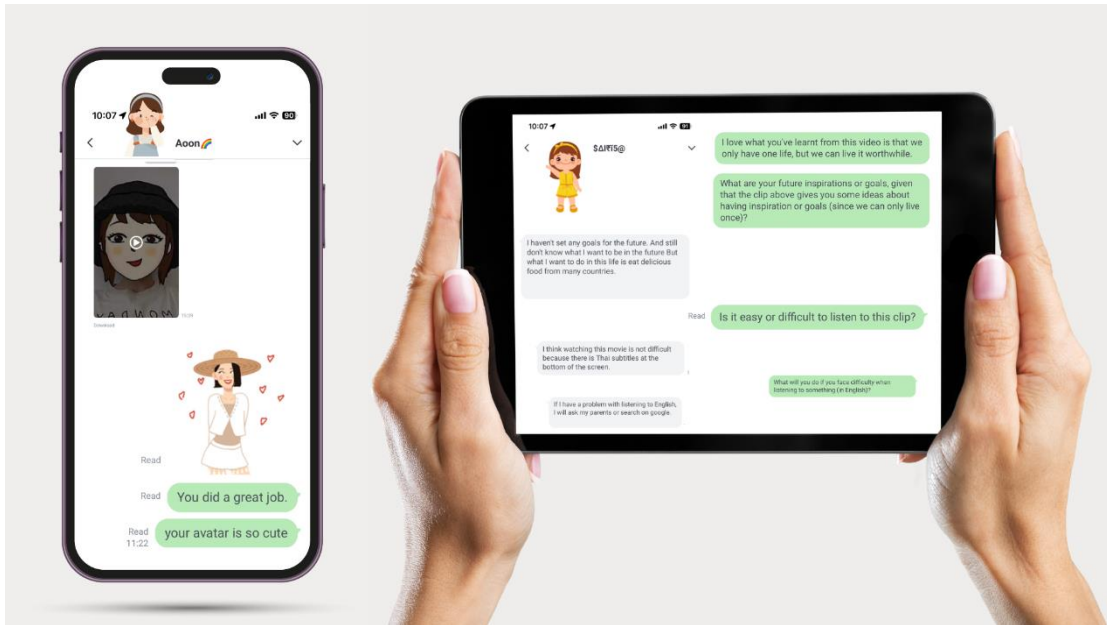 10:07
90
Aoon🌈
Download
Read
Read
You did a great job.
Read
your avatar is so cute
11:22
10:07
91
I love what you've learnt from this video is that we
only have one life, but we can live it worthwhile.
What are your future inspirations or goals, given
that the clip above gives you some ideas about
having inspiration or goals (since we can only live
once)?
I haven't set any goals for the future. And still
don't know what I want to be in the future But
what I want to do in this life is eat delicious
food from many countries.
Read
Is it easy or difficult to listen to this clip?
I think watching this movie is not difficult
because there is Thai subtitles at the
bottom of the screen.
What will you do if you face difficulty when
listening to something (in English)?
If I have a problem with listening to English,
I will ask my parents or search on google.